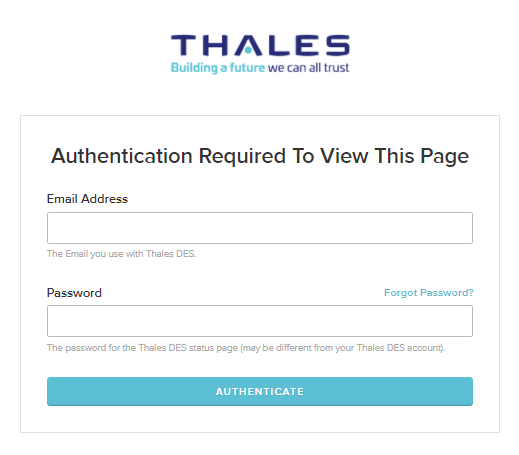 THALES
Building a future we can all trust
Authentication Required To View This Page
Email Address
The Email you use with Thales DES.
Password
Forgot Password?
The password for the Thales DES status page (may be different from your Thales DES account).
AUTHENTICATE